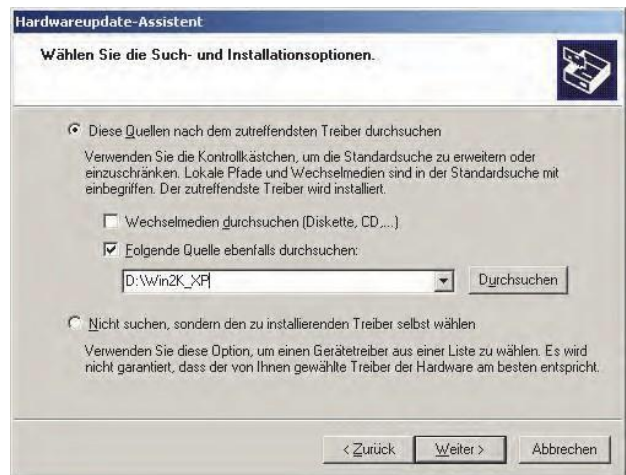 Hardwareupdate-Assistent
Wählen Sie die Such- und Installationsoptionen.
Diese Quellen nach dem zutreffendsten Treiber durchsuchen
Verwenden Sie die Kontrollkästchen, um die Standardsuche zu erweitern oder
einzuschränken. Lokale Pfade und Wechselmedien sind in der Standardsuche mit
einbegriffen. Der zutreffendste Treiber wird installiert.
Wechselmedien durchsuchen (Diskette, CD,...)
Folgende Quelle ebenfalls durchsuchen:
D:\Win2K_XP
Durchsuchen
Nicht suchen, sondern den zu installierenden Treiber selbst wählen
Verwenden Sie diese Option, um einen Gerätetreiber aus einer Liste zu wählen. Es wird
nicht garantiert, dass der von Ihnen gewählte Treiber der Hardware am besten entspricht.
< Zurück Weiter > Abbrechen